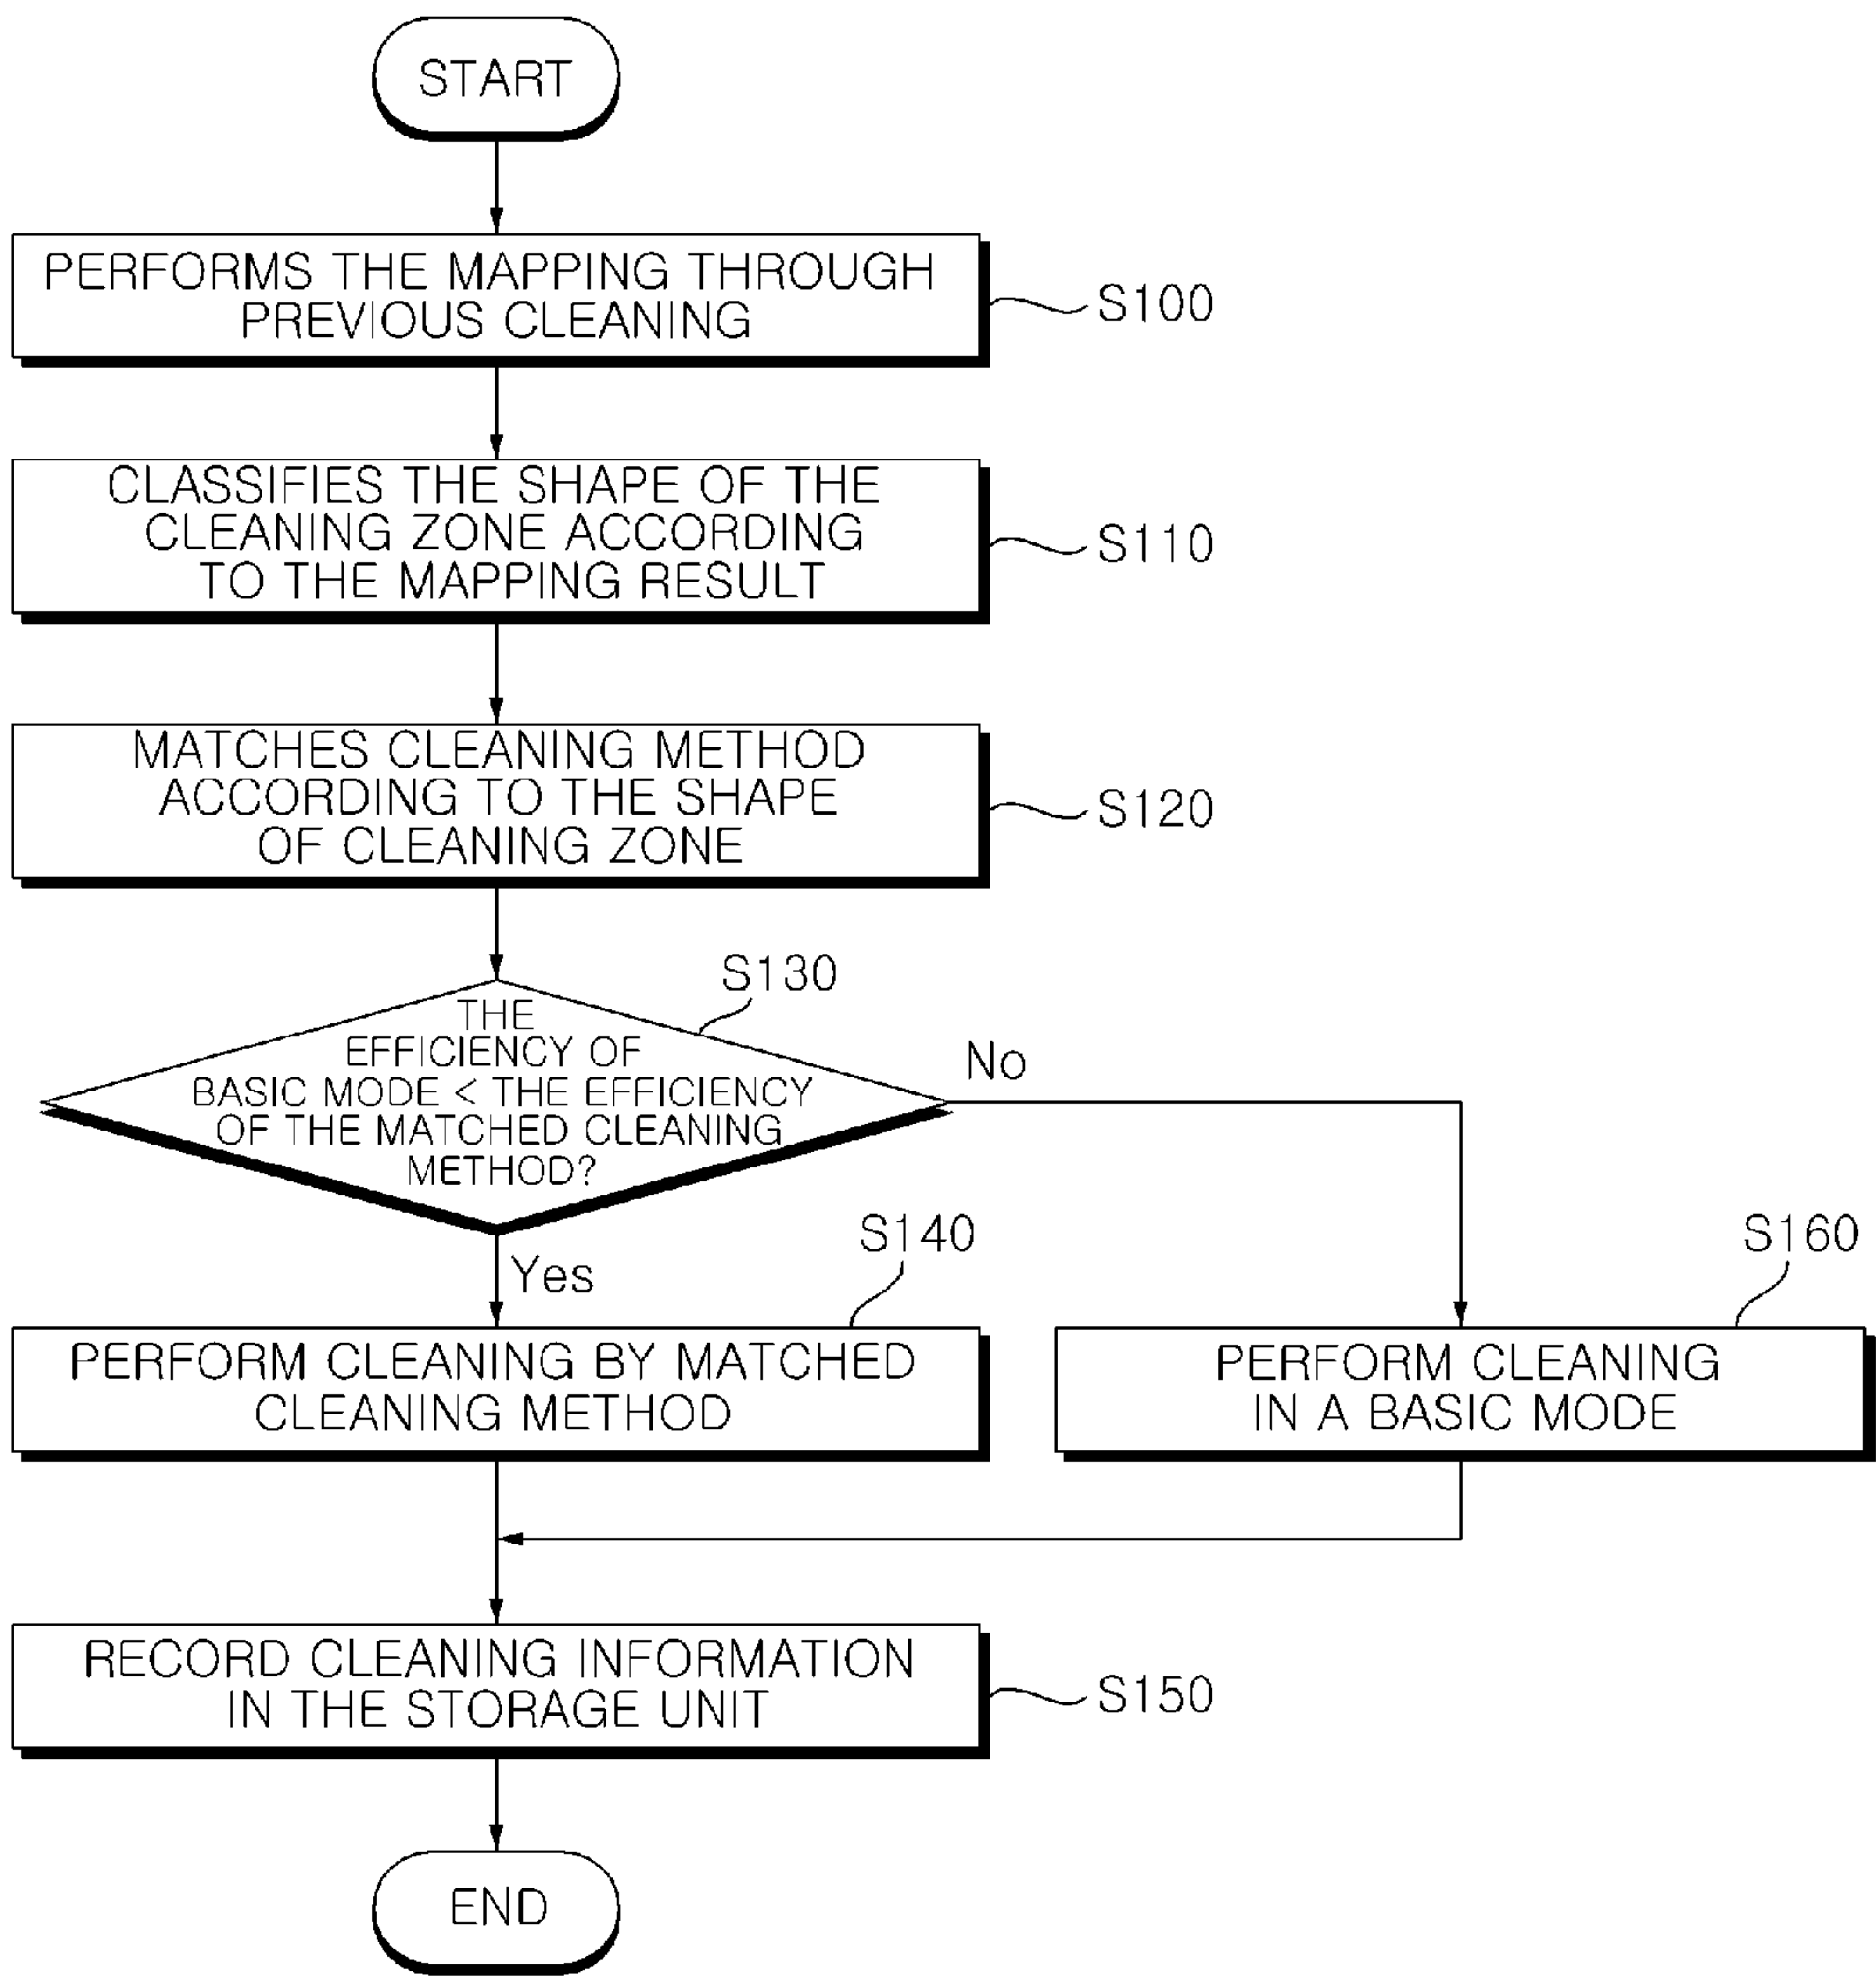 START
PERFORMS THE MAPPING THROUGH
PREVIOUS CLEANING
S100
CLASSIFIES THE SHAPE OF THE
CLEANING ZONE ACCORDING
TO THE MAPPING RESULT
S110
MATCHES CLEANING METHOD
ACCORDING TO THE SHAPE
OF CLEANING ZONE
S120
S130
THE
EFFICIENCY OF
BASIC MODE < THE EFFICIENCY
OF THE MATCHED CLEANING
METHOD?
No
Yes
S140
PERFORM CLEANING BY MATCHED
CLEANING METHOD
S160
PERFORM CLEANING
IN A BASIC MODE
RECORD CLEANING INFORMATION
IN THE STORAGE UNIT
S150
END